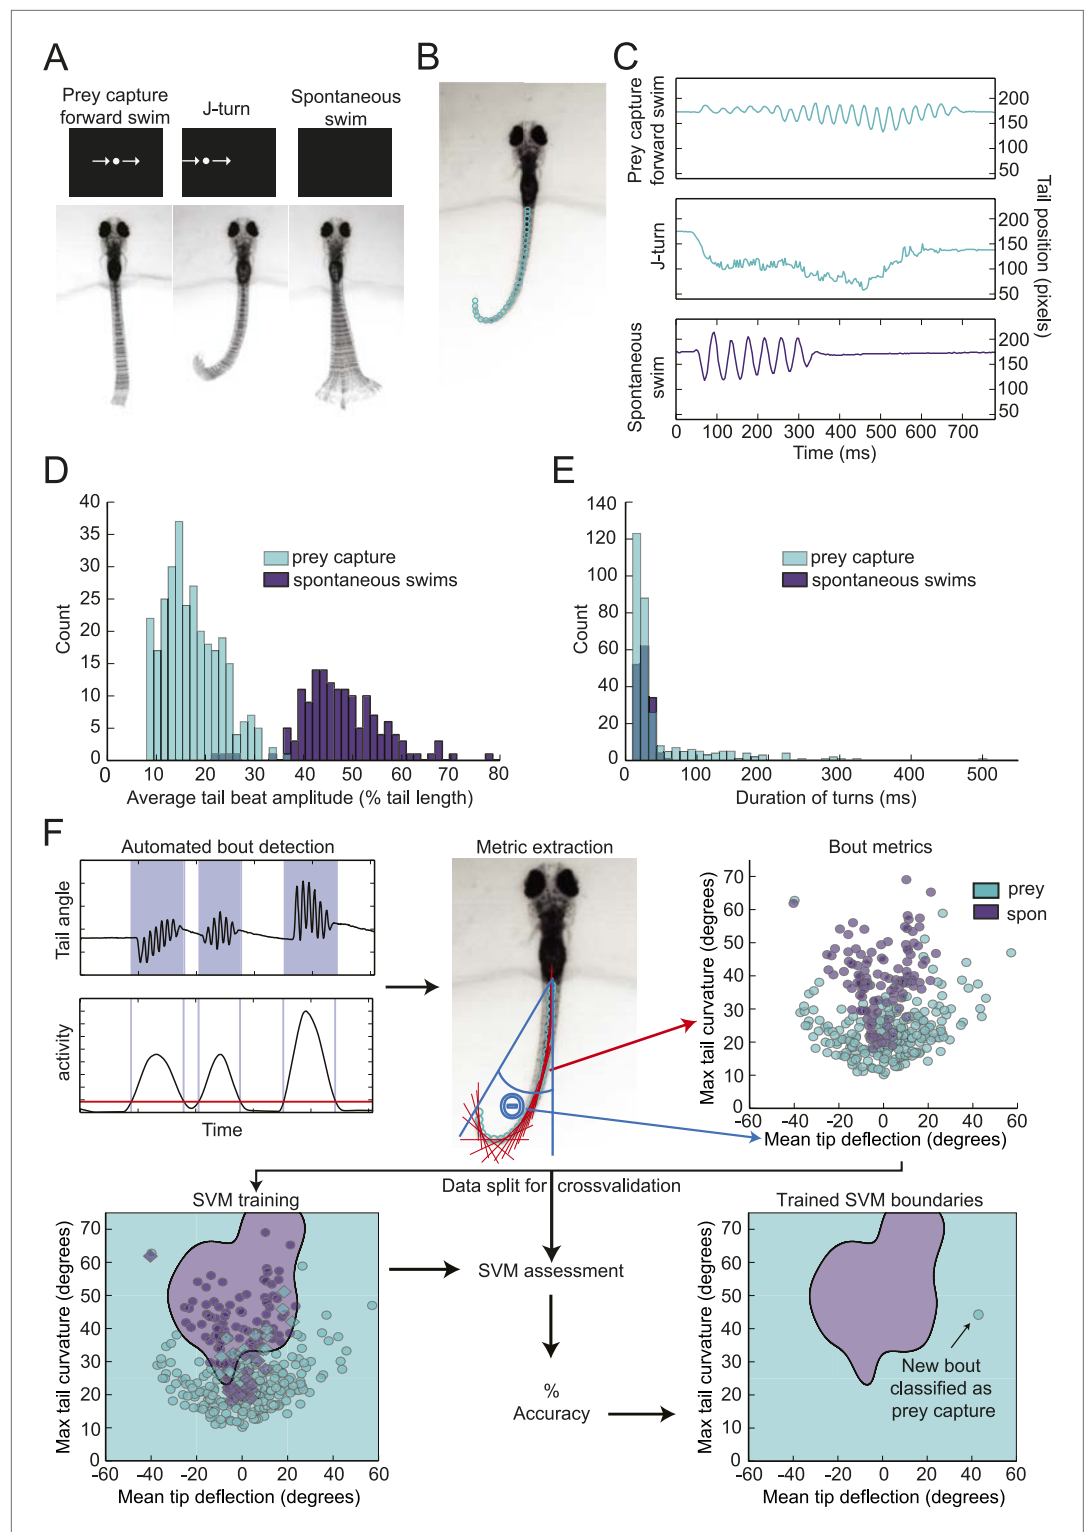 A
Prey capture
forward swim
J-turn
Spontaneous
swim
B
C
Prey capture
forward swim
200
150
100
50
J-turn
200
150
100
50
Spontaneous
swim
200
150
100
50
Tail position (pixels)
0 100 200 300 400 500 600 700
Time (ms)
D
40
35
30
25
20
15
10
5
0
Count
prey capture
spontaneous swims
0 10 20 30 40 50 60 70 80
Average tail beat amplitude (% tail length)
E
140
120
100
80
60
40
20
0
Count
prey capture
spontaneous swims
0 100 200 300 400 500
Duration of turns (ms)
F
Automated bout detection
Tail angle
activity
Time
Metric extraction
Bout metrics
Max tail curvature (degrees)
70
60
50
40
30
20
10
0
prey
spon
-60 -40 -20 0 20 40 60
Mean tip deflection (degrees)
Data split for crossvalidation
SVM training
Max tail curvature (degrees)
70
60
50
40
30
20
10
0
-60 -40 -20 0 20 40 60
Mean tip deflection (degrees)
SVM assessment
%
Accuracy
Trained SVM boundaries
Max tail curvature (degrees)
70
60
50
40
30
20
10
0
New bout
classified as
prey capture
-60 -40 -20 0 20 40 60
Mean tip deflection (degrees)